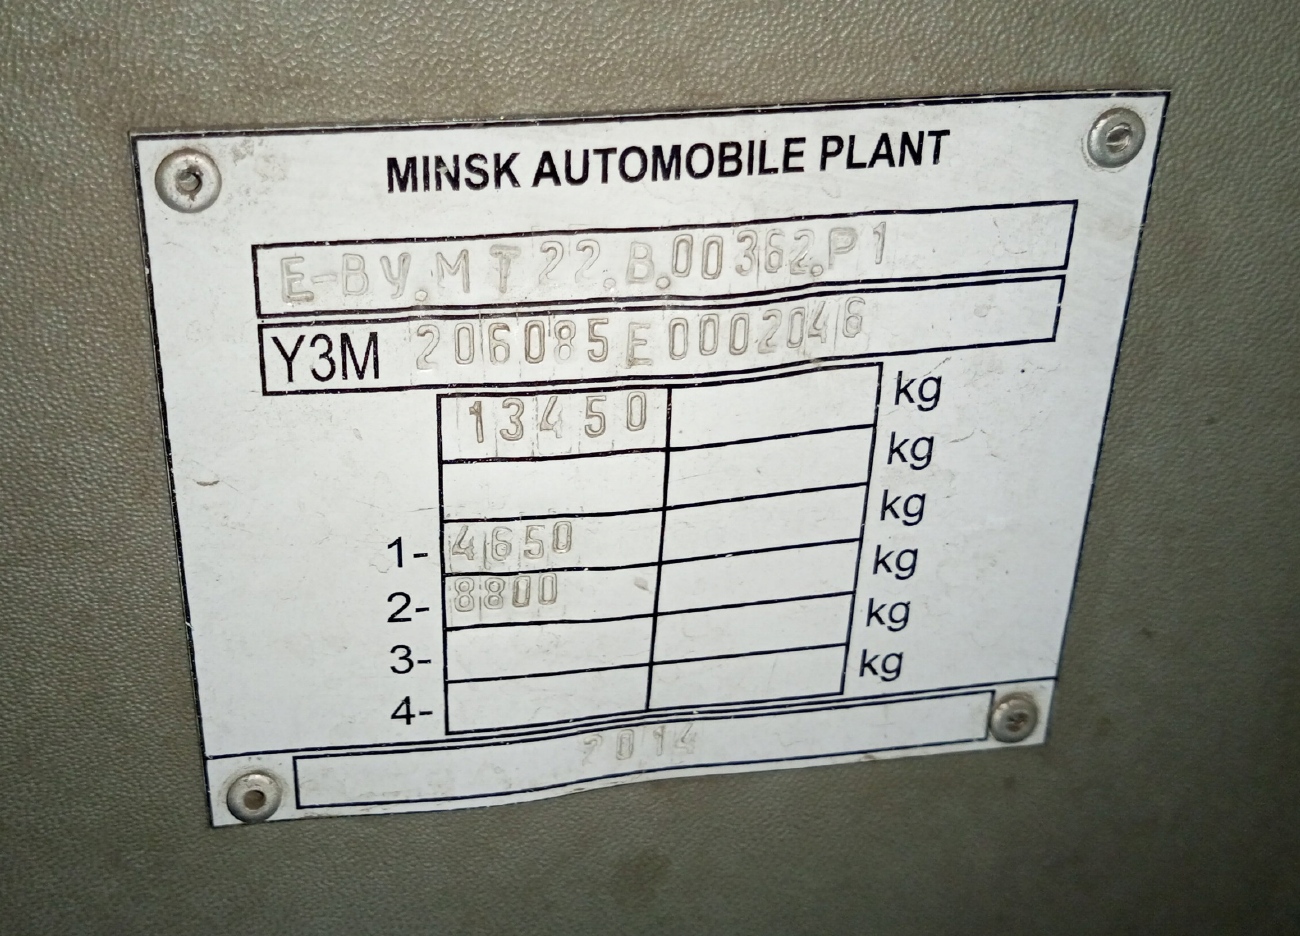 MINSK AUTOMOBILE PLANT
E-BY.MT22.B.00362.P1
Y3M 206085E0002046
13450 kg
kg
1- 4650 kg
2- 8800 kg
3- kg
4- kg
2014